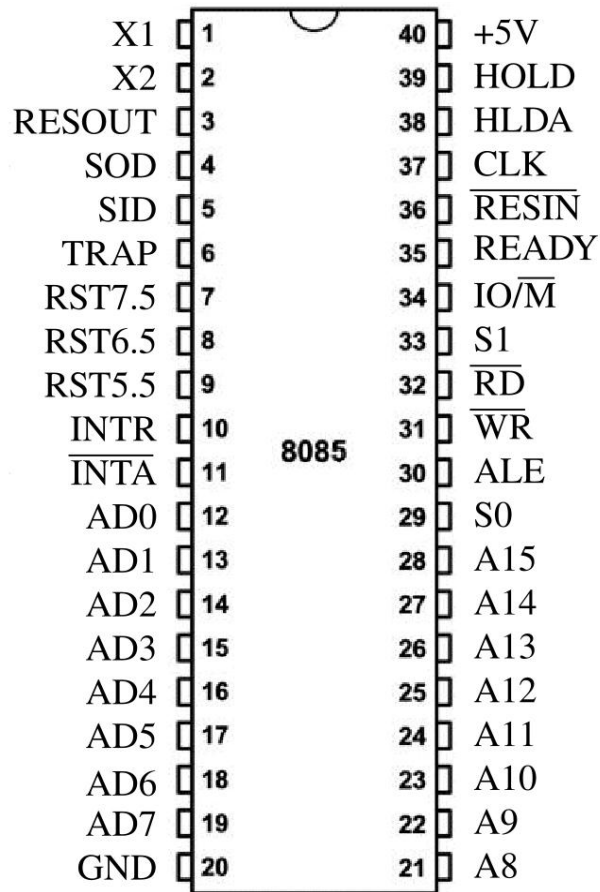 X1 1 40 +5V
X2 2 39 HOLD
RESOUT 3 38 HLDA
SOD 4 37 CLK
SID 5 36 R̅E̅S̅I̅N̅
TRAP 6 35 READY
RST7.5 7 34 IO/M̅
RST6.5 8 33 S1
RST5.5 9 32 R̅D̅
INTR 10 31 W̅R̅
8085
I̅N̅T̅A̅ 11 30 ALE
AD0 12 29 S0
AD1 13 28 A15
AD2 14 27 A14
AD3 15 26 A13
AD4 16 25 A12
AD5 17 24 A11
AD6 18 23 A10
AD7 19 22 A9
GND 20 21 A8